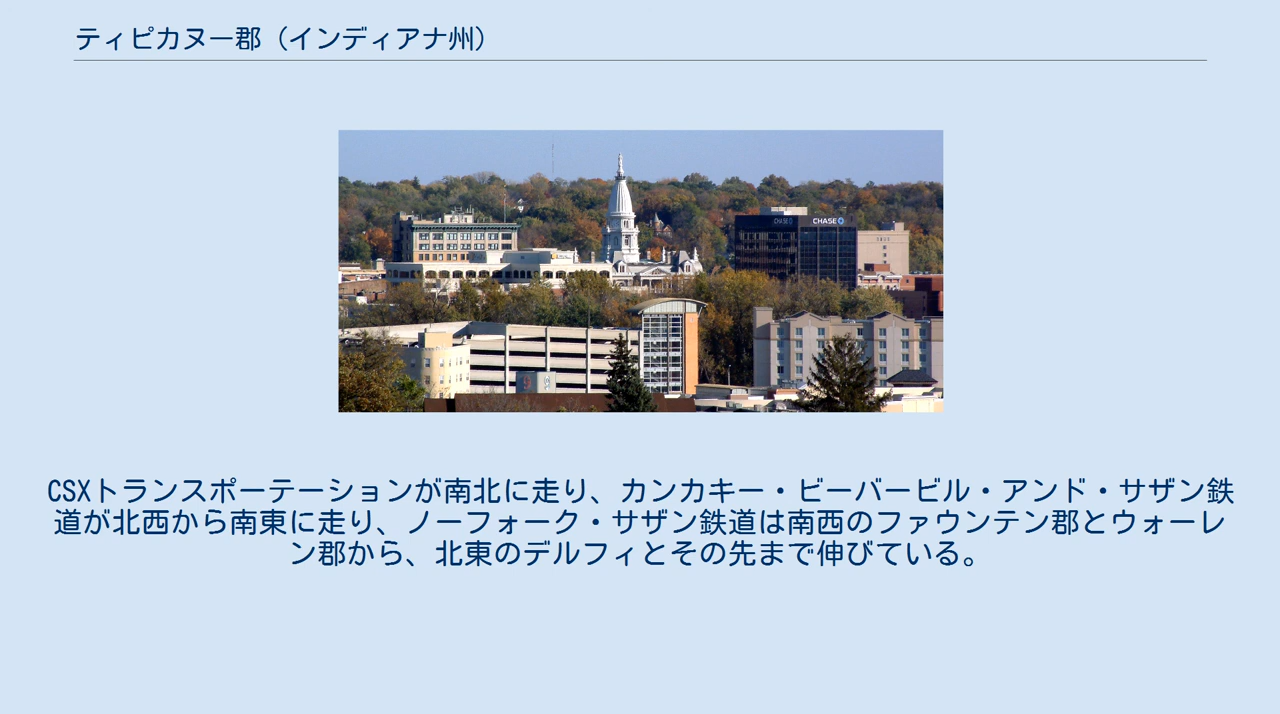 ティピカヌー郡（インディアナ州）
CHASE
CHASE
CSXトランスポーテーションが南北に走り、カンカキー・ビーバービル・アンド・サザン鉄
道が北西から南東に走り、ノーフォーク・サザン鉄道は南西のファウンテン郡とウォーレ
ン郡から、北東のデルフィとその先まで伸びている。